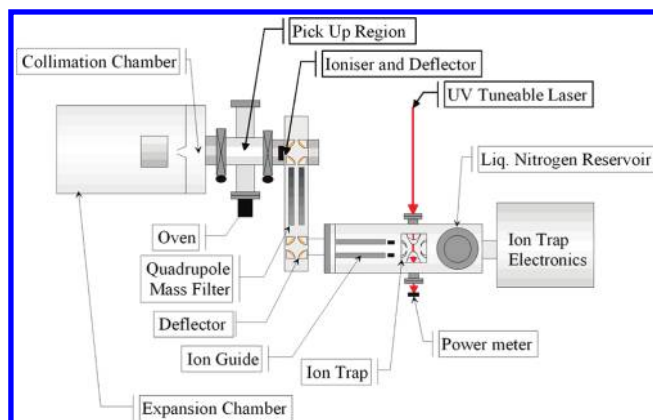 Pick Up Region
Collimation Chamber
Ioniser and Deflector
UV Tuneable Laser
Liq. Nitrogen Reservoir
Oven
Ion Trap
Electronics
Quadrupole
Mass Filter
Deflector
Ion Guide
Ion Trap
Power meter
Expansion Chamber